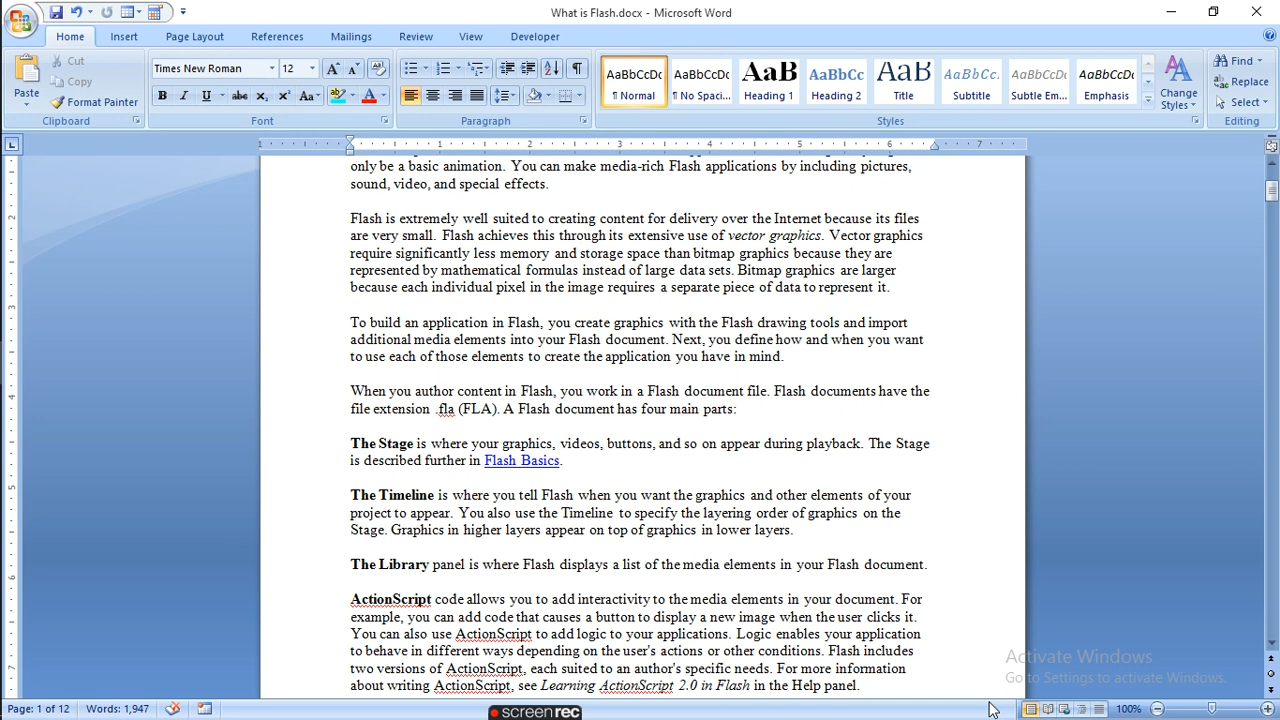 What is Flash.docx - Microsoft Word
Home Insert Page Layout References Mailings Review View Developer
Paste
Cut
Copy
Format Painter
Clipboard
Times New Roman 12
Font
Paragraph
AaBbCcDc AaBbCcDc AaB AaBbCc AaB AaBbCc. AaBbCcDc AaBbCcDc
¶ Normal ¶ No Spaci... Heading 1 Heading 2 Title Subtitle Subtle Em... Emphasis
Change Styles
Styles
Find
Replace
Select
Editing
only be a basic animation. You can make media-rich Flash applications by including pictures,
sound, video, and special effects.
Flash is extremely well suited to creating content for delivery over the Internet because its files
are very small. Flash achieves this through its extensive use of vector graphics. Vector graphics
require significantly less memory and storage space than bitmap graphics because they are
represented by mathematical formulas instead of large data sets. Bitmap graphics are larger
because each individual pixel in the image requires a separate piece of data to represent it.
To build an application in Flash, you create graphics with the Flash drawing tools and import
additional media elements into your Flash document. Next, you define how and when you want
to use each of those elements to create the application you have in mind.
When you author content in Flash, you work in a Flash document file. Flash documents have the
file extension .fla (FLA). A Flash document has four main parts:
The Stage is where your graphics, videos, buttons, and so on appear during playback. The Stage
is described further in Flash Basics.
The Timeline is where you tell Flash when you want the graphics and other elements of your
project to appear. You also use the Timeline to specify the layering order of graphics on the
Stage. Graphics in higher layers appear on top of graphics in lower layers.
The Library panel is where Flash displays a list of the media elements in your Flash document.
ActionScript code allows you to add interactivity to the media elements in your document. For
example, you can add code that causes a button to display a new image when the user clicks it.
You can also use ActionScript to add logic to your applications. Logic enables your application
to behave in different ways depending on the user's actions or other conditions. Flash includes
two versions of ActionScript, each suited to an author's specific needs. For more information
about writing ActionScript, see Learning ActionScript 2.0 in Flash in the Help panel.
Activate Windows
Go to Settings to activate Windows.
Page: 1 of 12 Words: 1,947
screenrec
100%